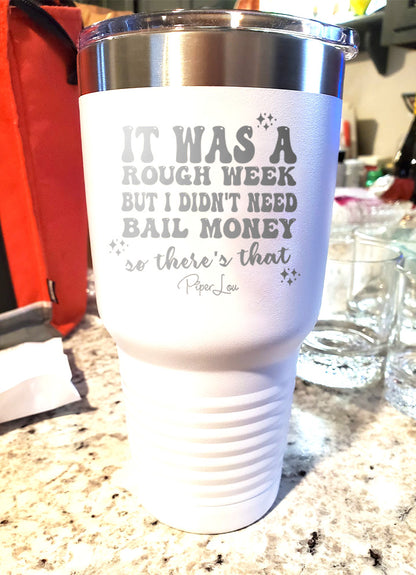 IT WAS A
ROUGH WEEK
BUT I DIDN'T NEED
BAIL MONEY
so there's that
Piper Lou